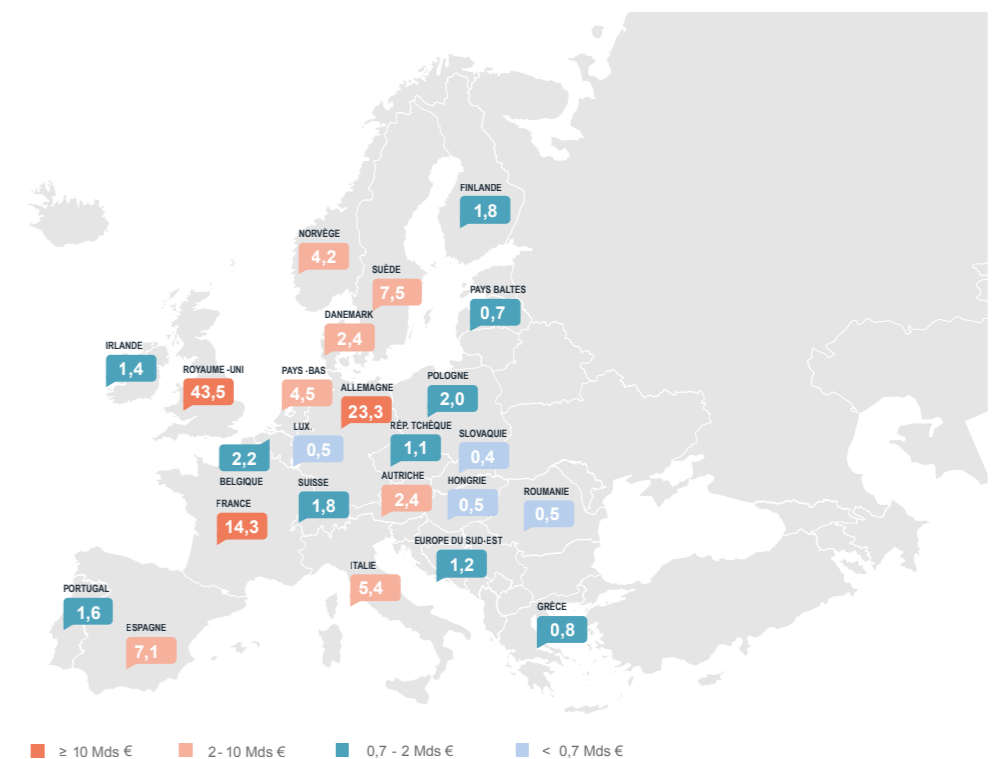 FINLANDE
1,8
NORVÈGE
4,2
SUÈDE
7,5
PAYS BALTES
0,7
DANEMARK
2,4
IRLANDE
1,4
ROYAUME -UNI
43,5
PAYS -BAS
4,5
ALLEMAGNE
23,3
POLOGNE
2,0
LUX.
0,5
RÉP. TCHÈQUE
1,1
SLOVAQUIE
0,4
2,2
BELGIQUE
SUISSE
1,8
AUTRICHE
2,4
HONGRIE
0,5
ROUMANIE
0,5
FRANCE
14,3
EUROPE DU SUD-EST
1,2
ITALIE
5,4
PORTUGAL
1,6
ESPAGNE
7,1
GRÈCE
0,8
≥ 10 Mds €
2- 10 Mds €
0,7 - 2 Mds €
< 0,7 Mds €